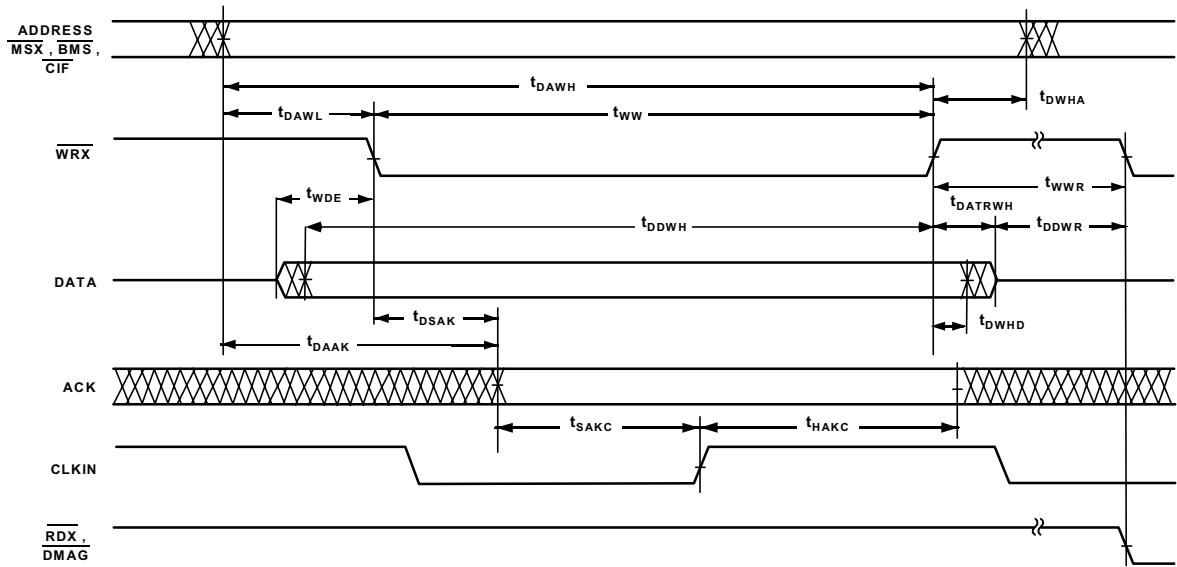 ADDRESS
MSX , BMS ,
CIF
tDAWH
tDWHA
tDAWL
tWW
WRX
tWDE
tWWR
tDATRWH
tDDWH
tDDWR
DATA
tDSAK
tDWHD
tDAAK
ACK
tSAKC
tHAKC
CLKIN
RDX ,
DMAG